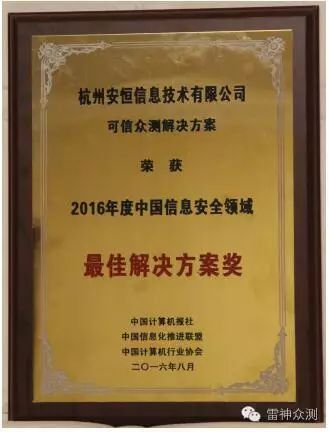 杭州安恒信息技术有限公司
可信众测解决方案
荣 获
2016年度中国信息安全领域
最佳解决方案奖
中国计算机报社
中国信息化推进联盟
中国计算机行业协会
二〇一六年八月
雷神众测